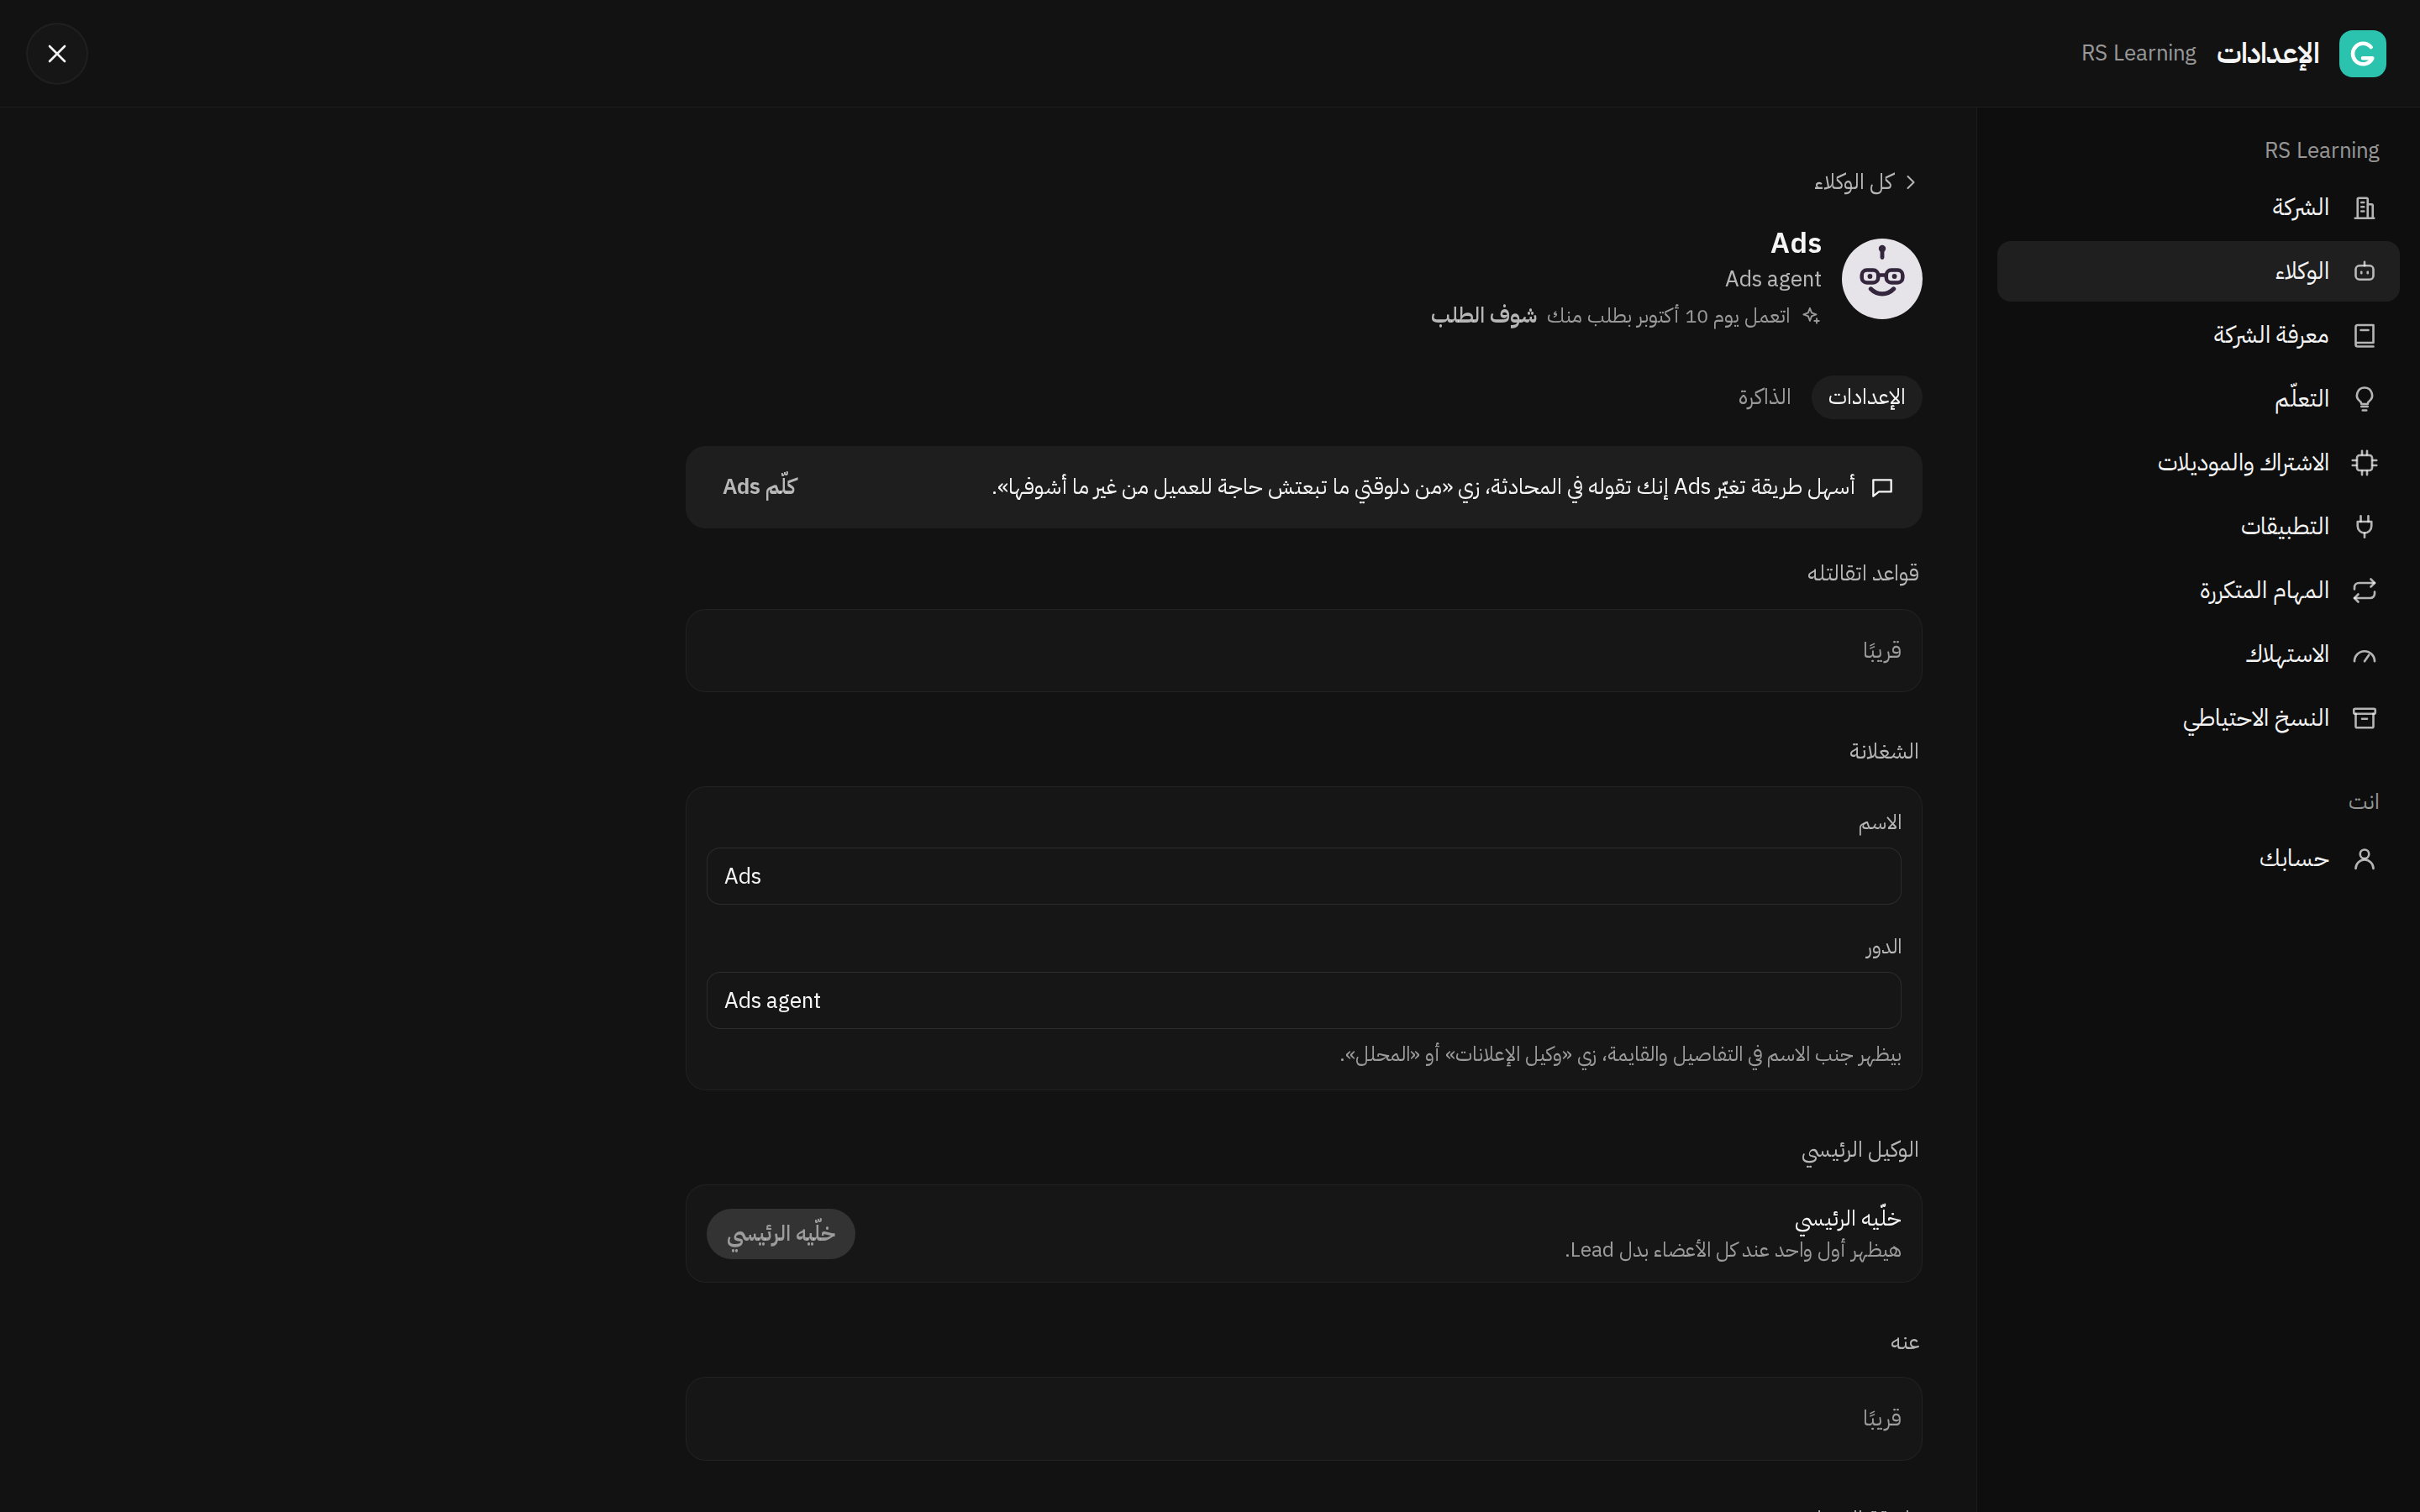 الإعدادات RS Learning
RS Learning
الشركة
الوكلاء
معرفة الشركة
التعلّم
الاشتراك والموديلات
التطبيقات
المهام المتكررة
الاستهلاك
النسخ الاحتياطي
انت
حسابك
كل الوكلاء
Ads
Ads agent
اتعمل يوم 10 أكتوبر بطلب منك شوف الطلب
الإعدادات الذاكرة
أسهل طريقة تغيّر Ads إنك تقوله في المحادثة، زي «من دلوقتي ما تبعتش حاجة للعميل من غير ما أشوفها».
كلّم Ads
قواعد اتقالتله
قريبًا
الشغلانة
الاسم
Ads
الدور
Ads agent
بيظهر جنب الاسم في التفاصيل والقايمة، زي «وكيل الإعلانات» أو «المحلل».
الوكيل الرئيسي
خلّيه الرئيسي
هيظهر أول واحد عند كل الأعضاء بدل Lead.
خلّيه الرئيسي
عنه
قريبًا